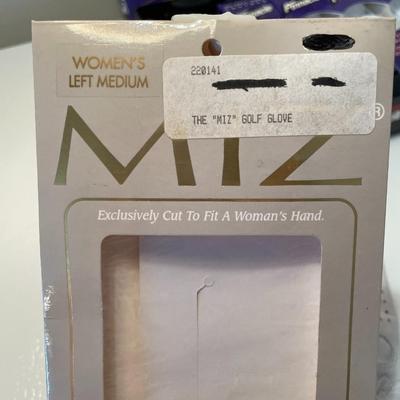 WOMEN'S
LEFT MEDIUM
220141
THE "MIZ" GOLF GLOVE
MIZ®
Exclusively Cut To Fit A Woman's Hand.